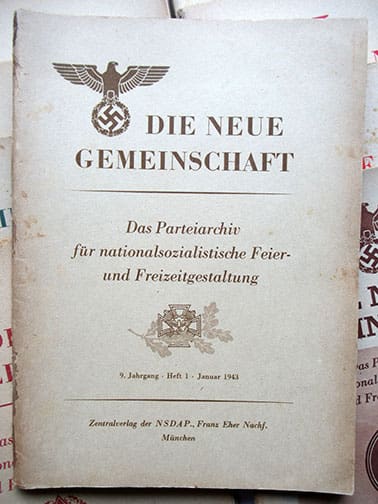 DIE NEUE
GEMEINSCHAFT
Das Parteiarchiv
für nationalsozialistische Feier-
und Freizeitgestaltung
9. Jahrgang · Heft 1 · Januar 1943
Zentralverlag der NSDAP., Franz Eher Nachf.
München